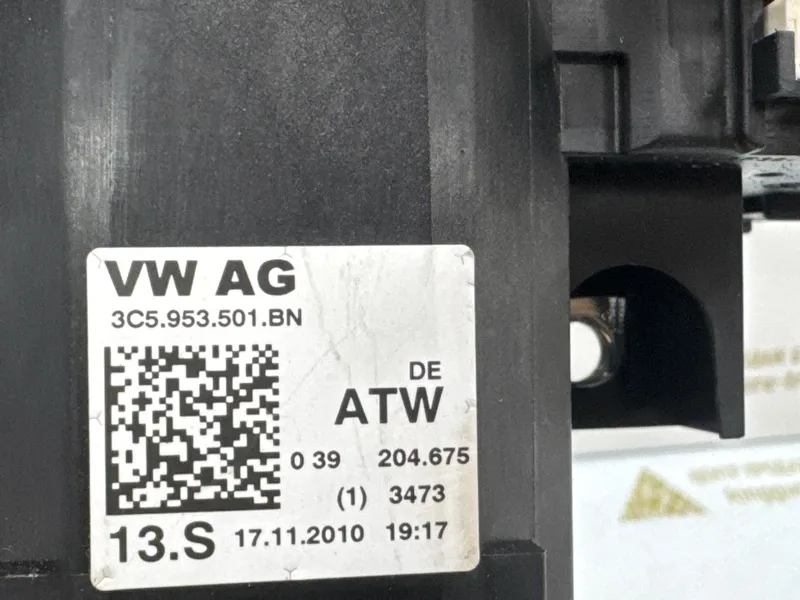 VW AG
3C5.953.501.BN
DE
ATW
0 39 204.675
(1) 3473
13.S 17.11.2010 19:17